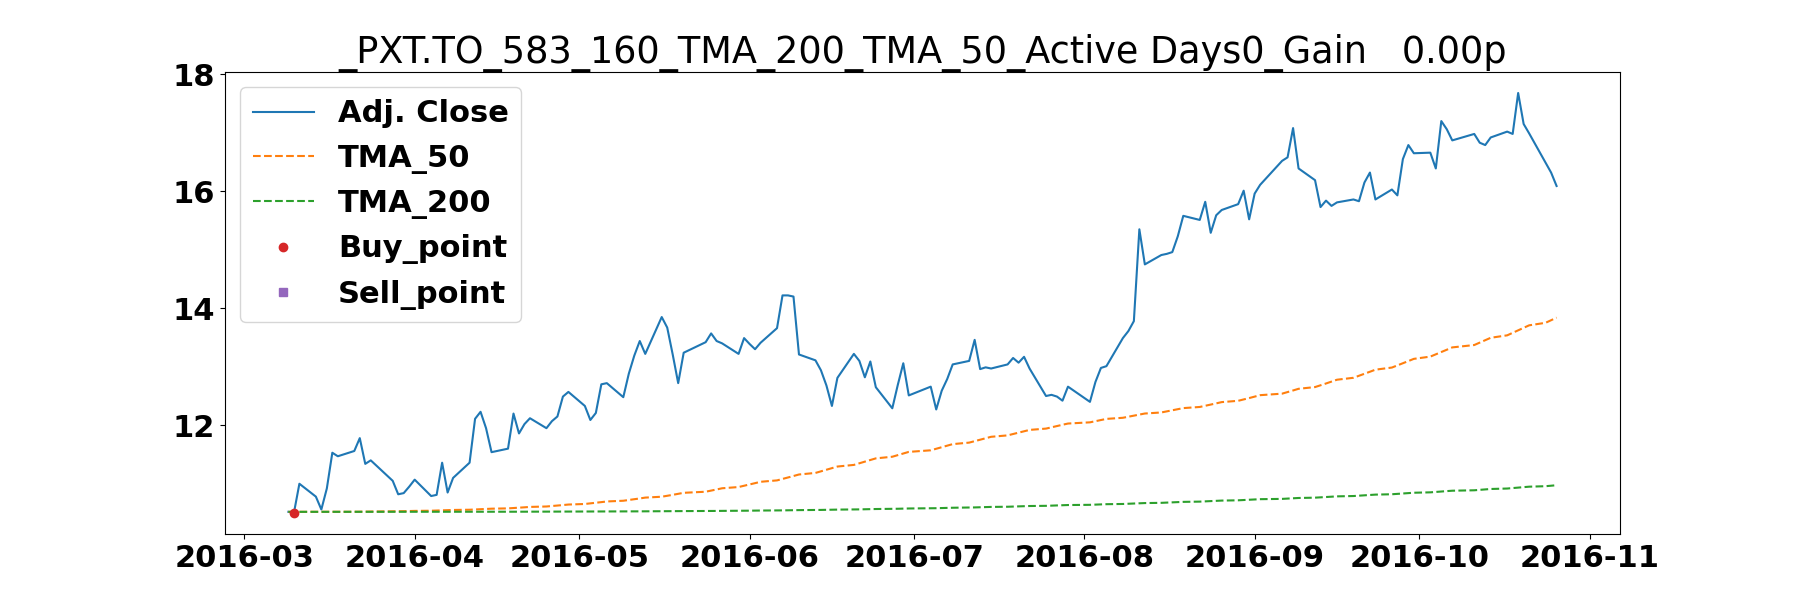 _PXT.TO_583_160_TMA_200_TMA_50_Active Days0_Gain   0.00p
18
16
14
12
Adj. Close
TMA_50
TMA_200
Buy_point
Sell_point
2016-03 2016-04 2016-05 2016-06 2016-07 2016-08 2016-09 2016-10 2016-11